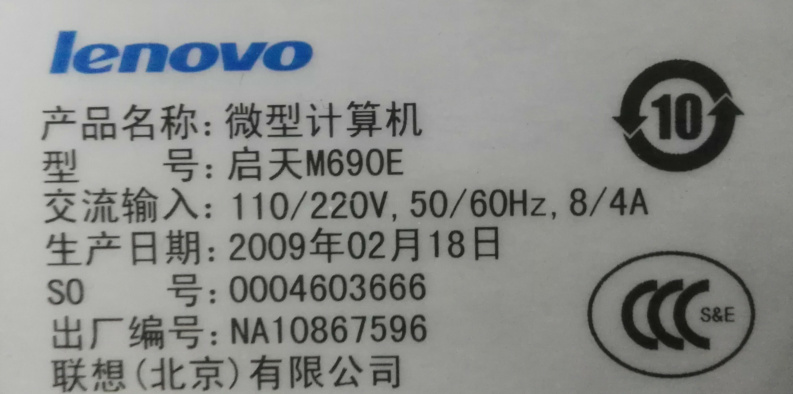 lenovo
产品名称:微型计算机
10
型 号:启天M690E
交流输入:110/220V,50/60Hz,8/4A
生产日期:2009年02月18日
SO 号:0004603666
出厂编号:NA10867596
CCC S&E
联想(北京)有限公司